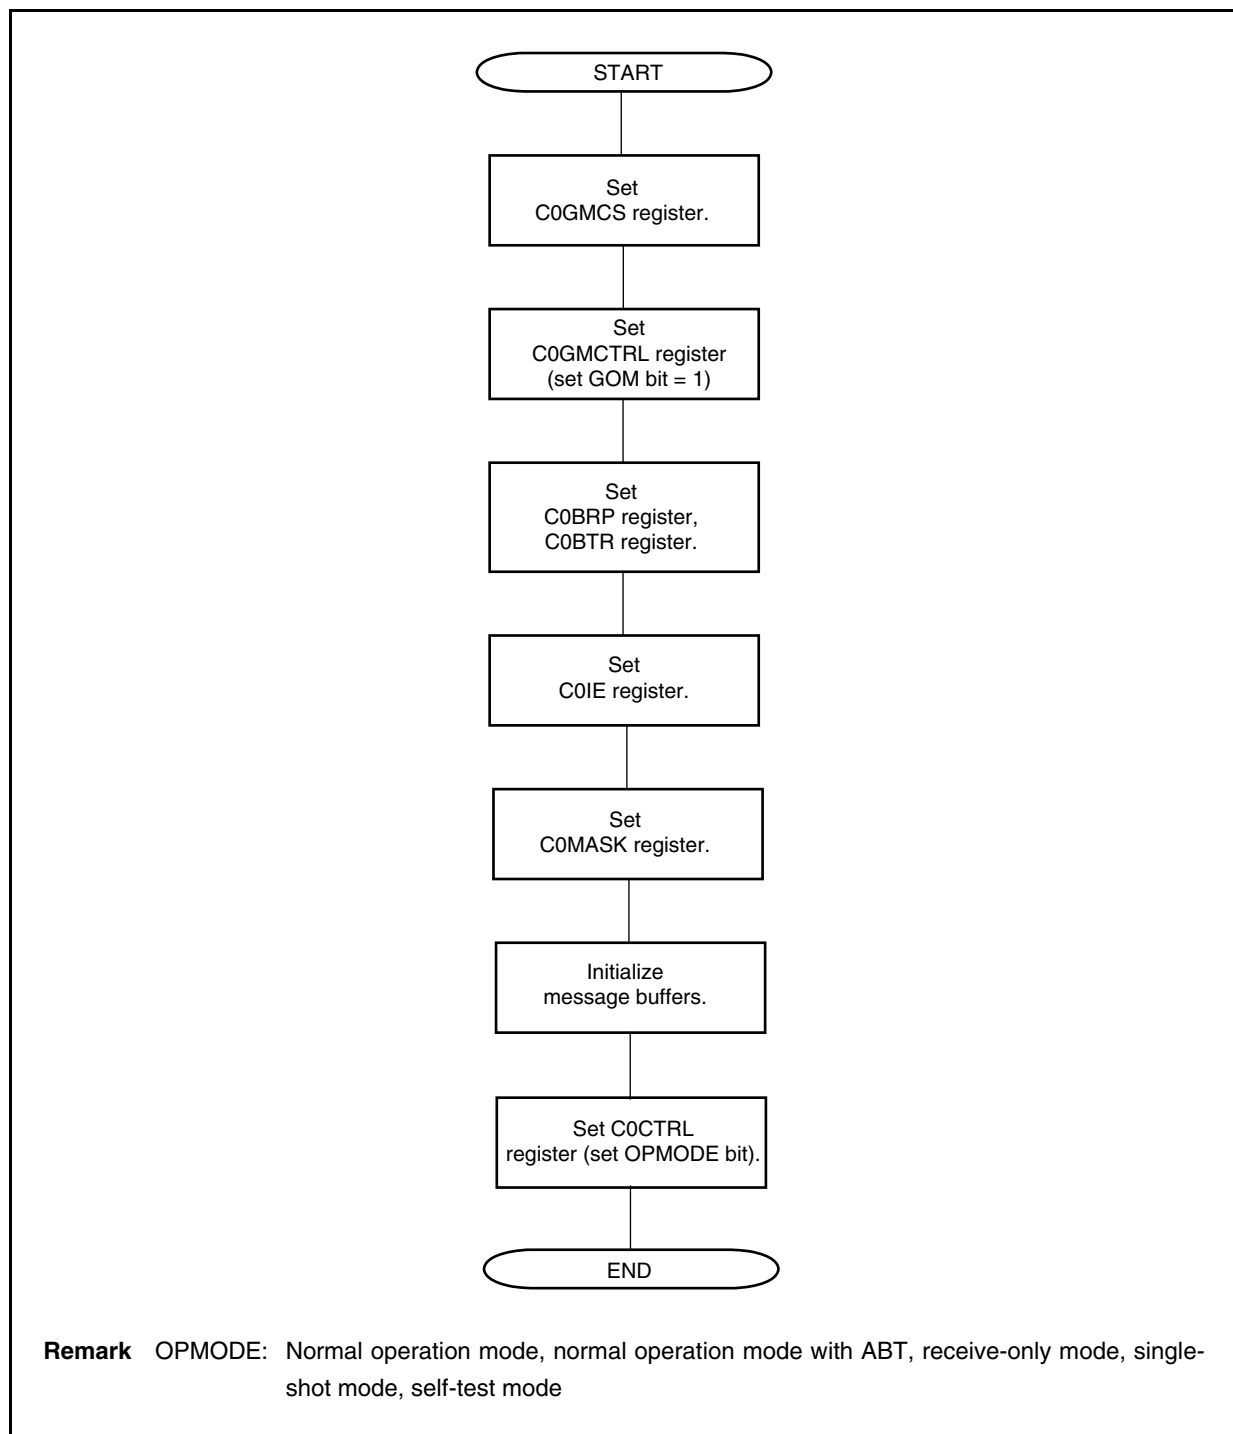 START
Set
C0GMCS register.
Set
C0GMCTRL register
(set GOM bit = 1)
Set
C0BRP register,
C0BTR register.
Set
C0IE register.
Set
C0MASK register.
Initialize
message buffers.
Set C0CTRL
register (set OPMODE bit).
END
Remark OPMODE: Normal operation mode, normal operation mode with ABT, receive-only mode, single-
shot mode, self-test mode